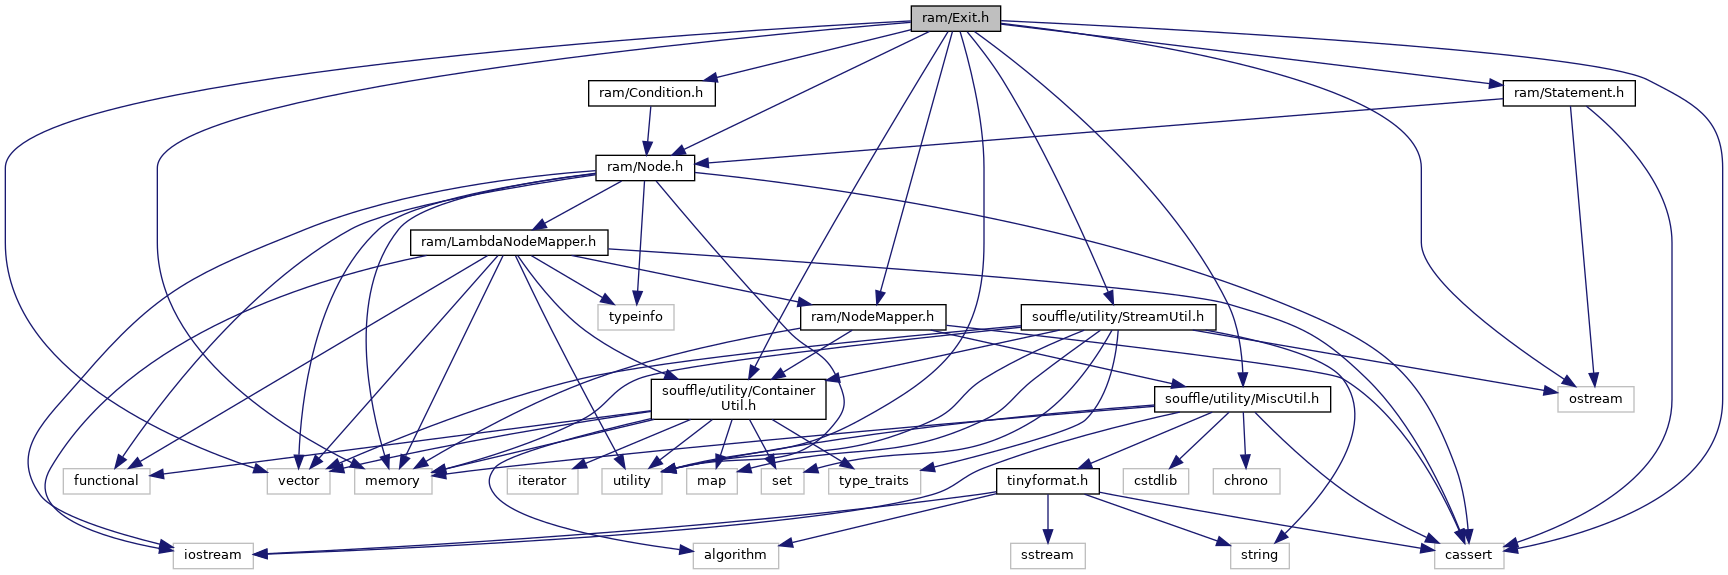 ram/Exit.h
ram/Condition.h
ram/Statement.h
ram/Node.h
ram/LambdaNodeMapper.h
typeinfo
ram/NodeMapper.h
souffle/utility/StreamUtil.h
souffle/utility/Container
Util.h
souffle/utility/MiscUtil.h
ostream
functional
vector
memory
iterator
utility
map
set
type_traits
tinyformat.h
cstdlib
chrono
iostream
algorithm
sstream
string
cassert